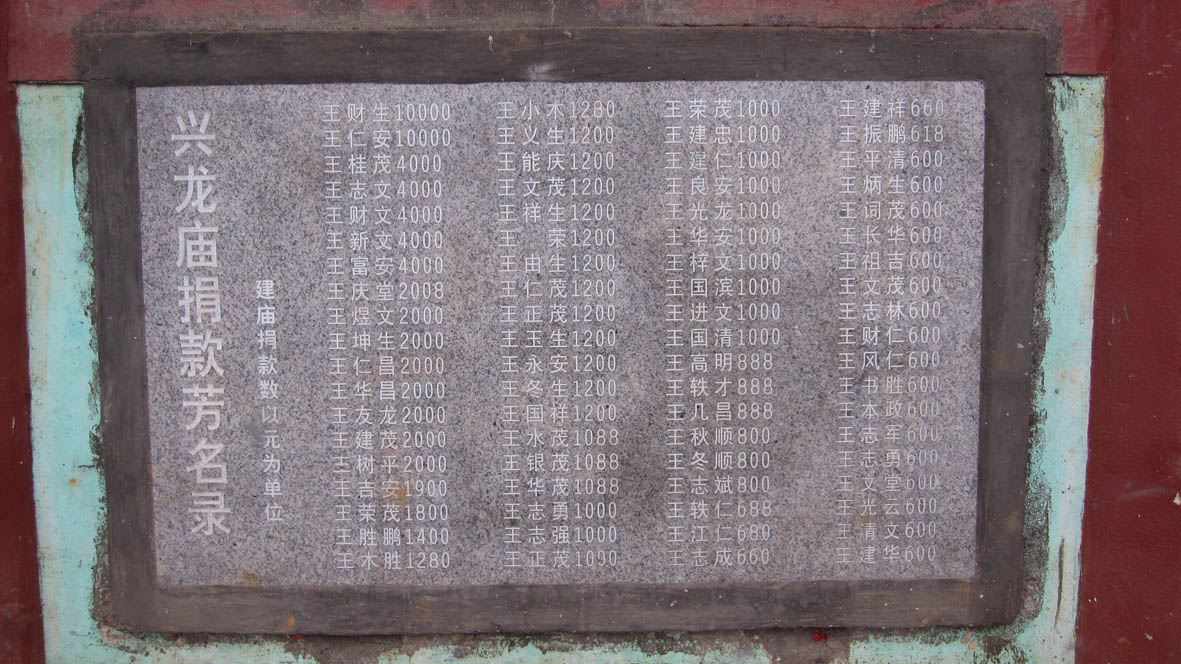 兴龙庙捐款芳名录
建庙捐款数以元为单位
王财生10000
王仁安10000
王桂茂4000
王志文4000
王财文4000
王新文4000
王富安4000
王庆堂2008
王煜文2000
王坤生2000
王仁昌2000
王华昌2000
王友龙2000
王建茂2000
王树平2000
王吉安1900
王荣茂1800
王胜鹏1400
王木胜1280
王小木1280
王义生1200
王能庆1200
王文茂1200
王祥生1200
王荣1200
王由生1200
王仁茂1200
王正茂1200
王玉生1200
王永安1200
王冬生1200
王国祥1200
王水茂1088
王银茂1088
王华茂1088
王志勇1000
王志强1000
王正茂1000
王荣茂1000
王建忠1000
王建仁1000
王良安1000
王光龙1000
王华安1000
王梓文1000
王国滨1000
王进文1000
王国清1000
王高明888
王轶才888
王几昌888
王秋顺800
王冬顺800
王志斌800
王轶仁688
王江仁680
王志成660
王建祥660
王振鹏618
王平清600
王炳生600
王词茂600
王长华600
王祖吉600
王文茂600
王志林600
王财仁600
王风仁600
王书胜600
王本政600
王志军600
王志勇600
王文堂600
王光云600
王清文600
王建华600